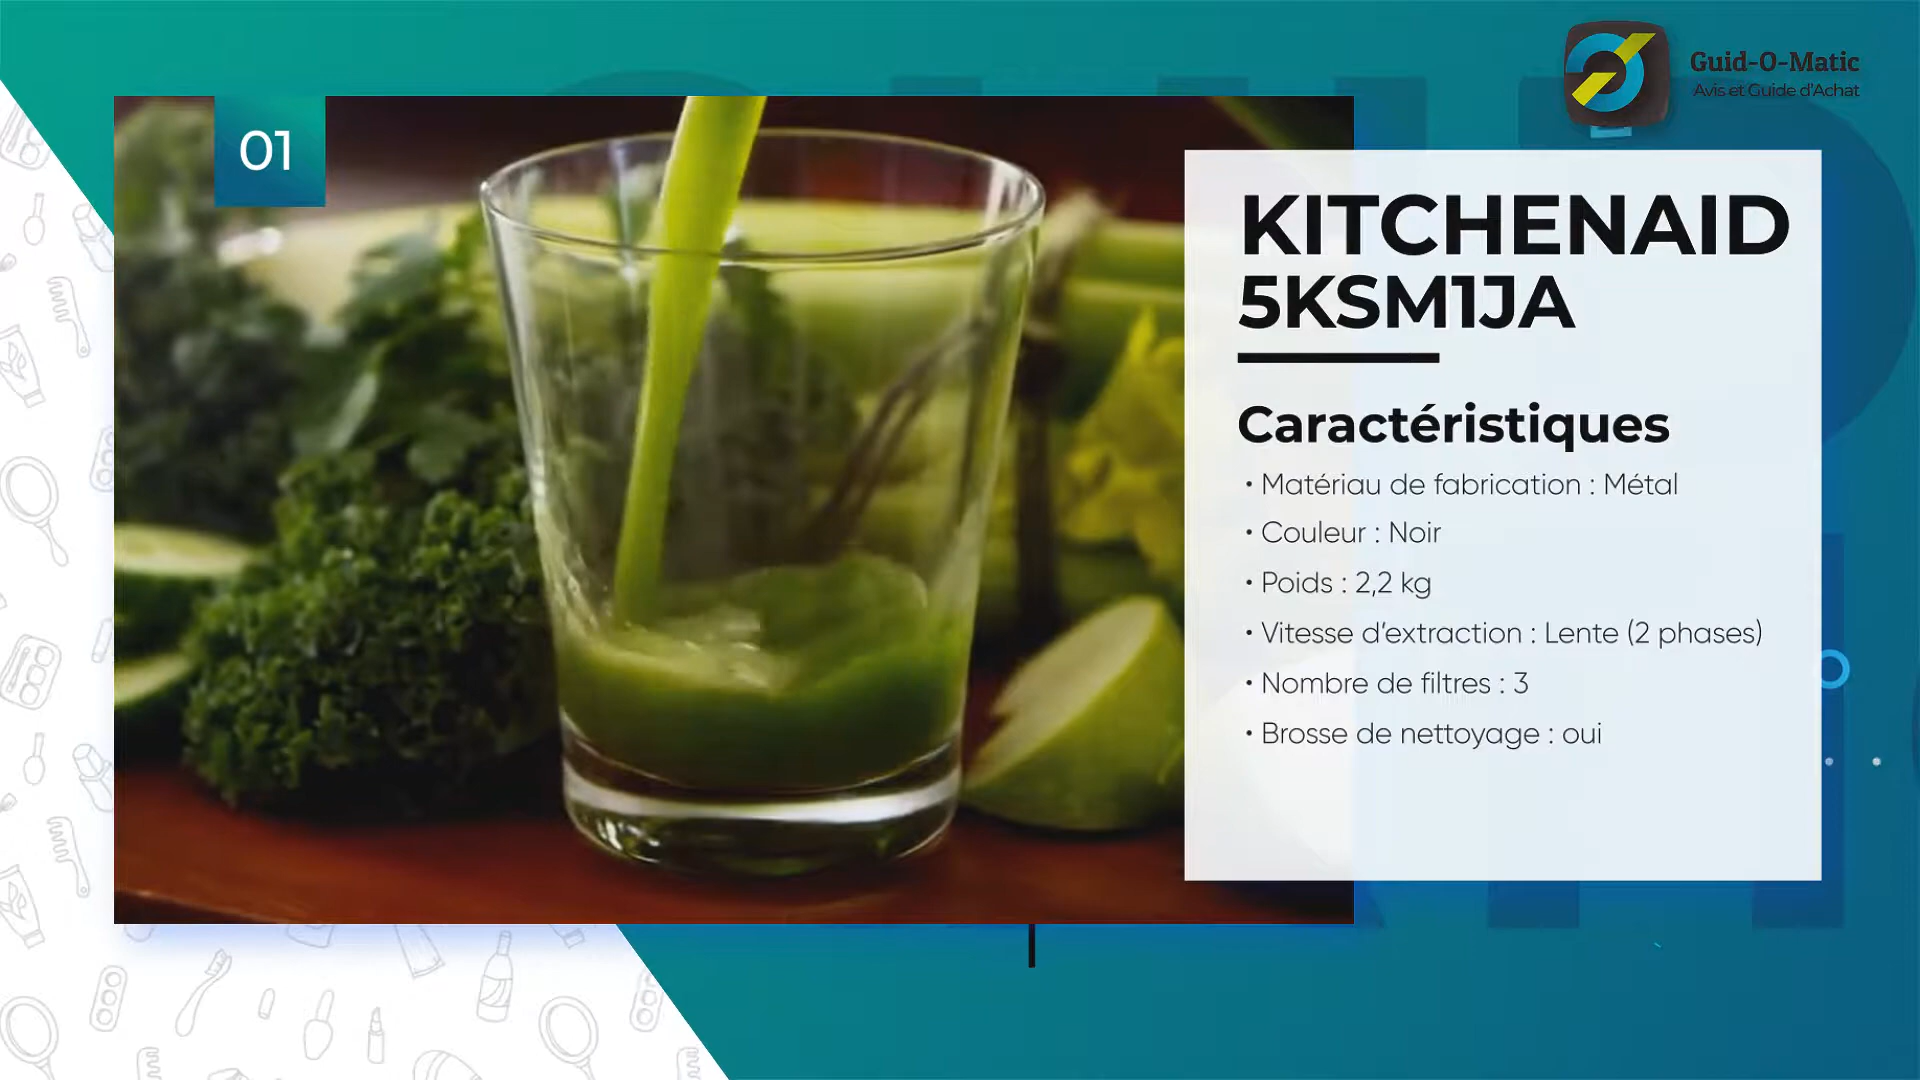 Guid-O-Matic
Avis et Guide d'Achat
01
KITCHENAID
5KSM1JA
Caractéristiques
• Matériau de fabrication : Métal
• Couleur : Noir
• Poids : 2,2 kg
• Vitesse d'extraction : Lente (2 phases)
• Nombre de filtres : 3
• Brosse de nettoyage : oui